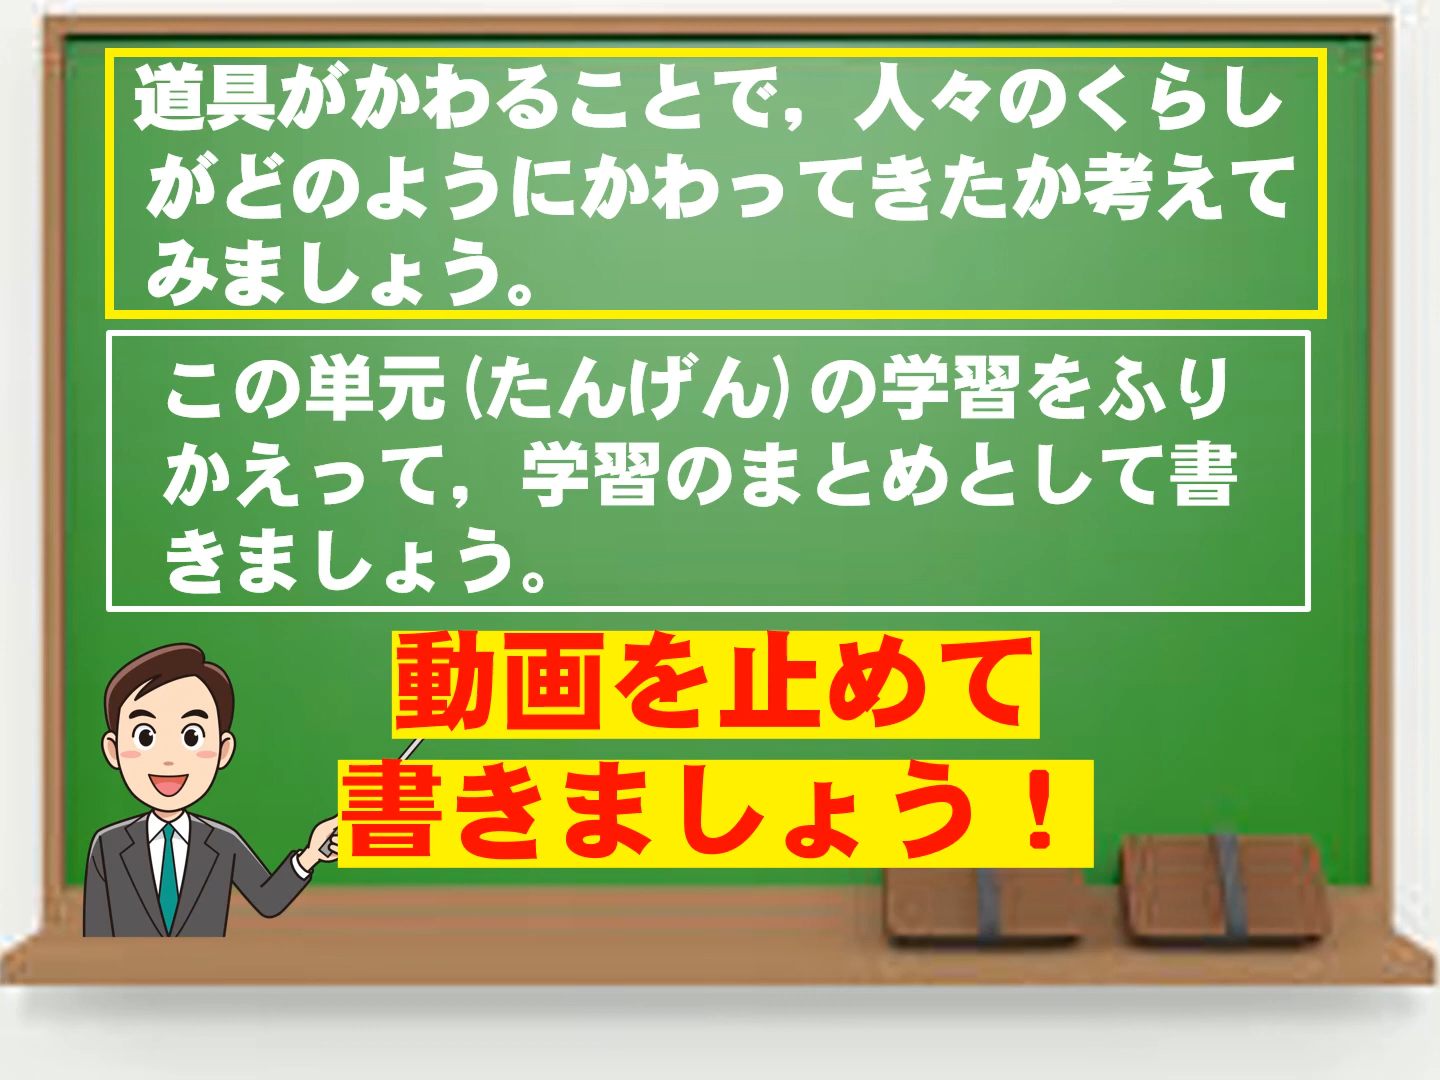 道具がかわることで，人々のくらし
がどのようにかわってきたか考えて
みましょう。
この単元(たんげん)の学習をふり
かえって，学習のまとめとして書
きましょう。
動画を止めて
書きましょう！